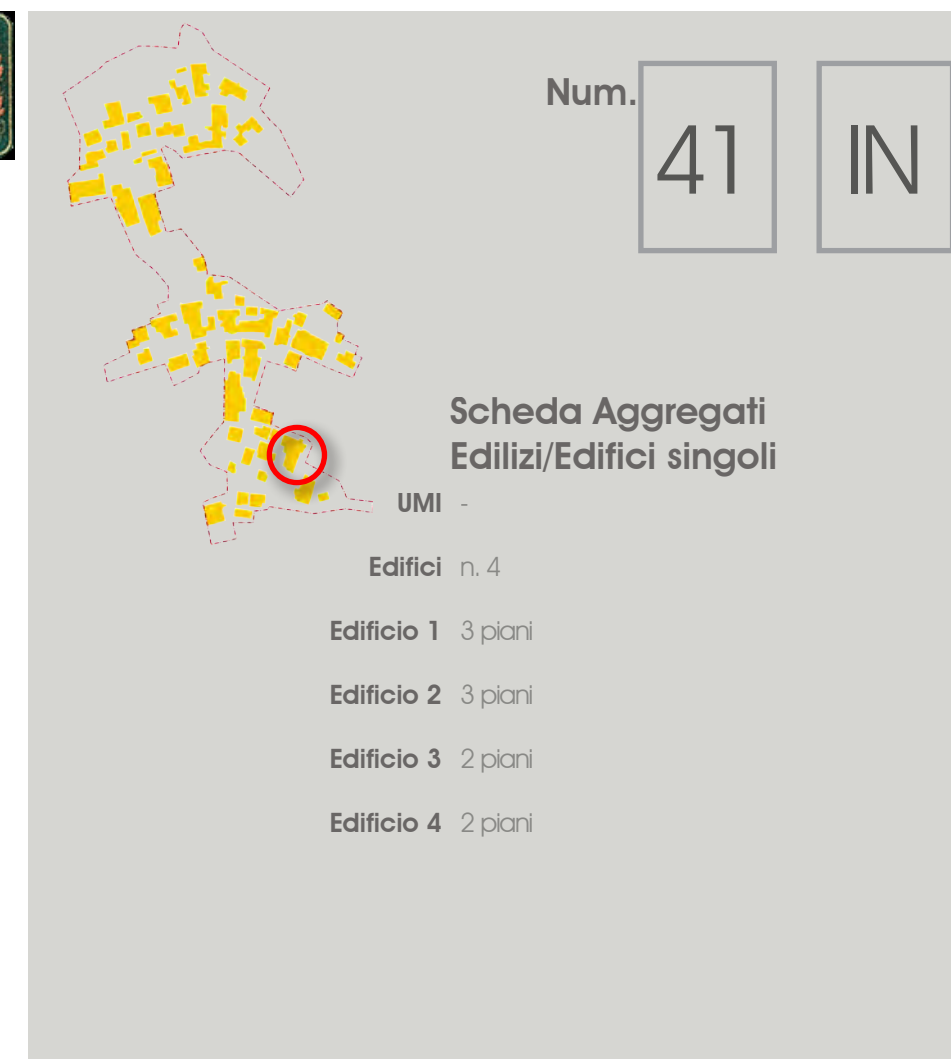 Num.
41 IN
Scheda Aggregati
Edilizi/Edifici singoli
UMI -
Edifici n. 4
Edificio 1 3 piani
Edificio 2 3 piani
Edificio 3 2 piani
Edificio 4 2 piani